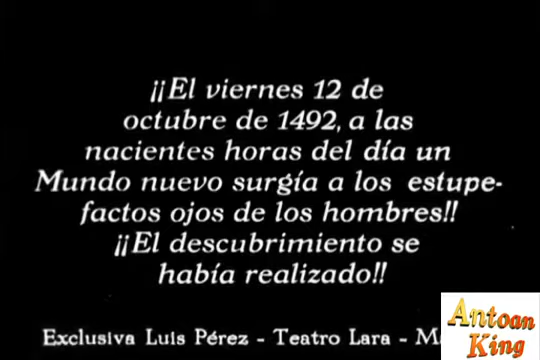 ¡¡El viernes 12 de
octubre de 1492, a las
nacientes horas del día un
Mundo nuevo surgía a los estupe-
factos ojos de los hombres!!
¡¡El descubrimiento se
había realizado!!
Exclusiva Luis Pérez - Teatro Lara -
Antoan
King